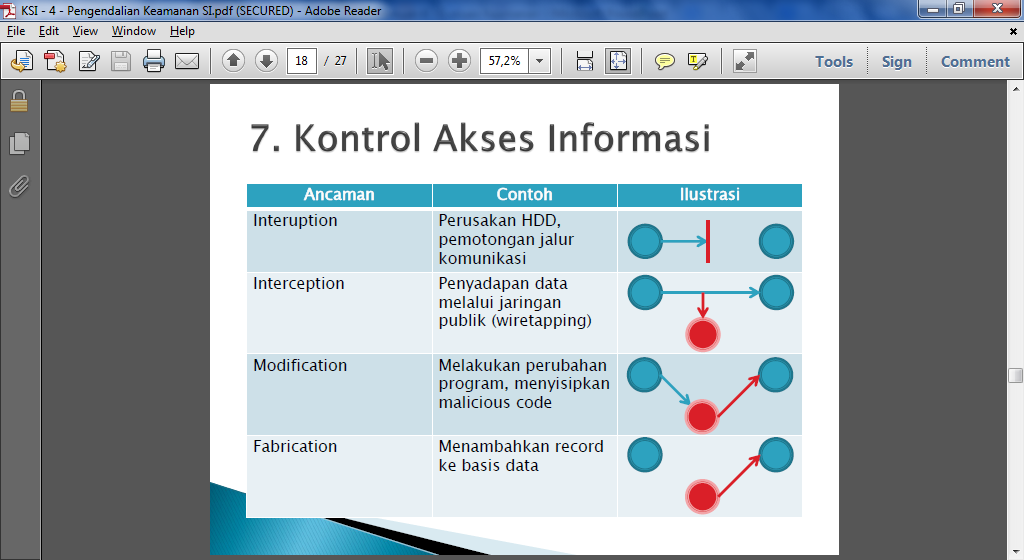 KSI - 4 - Pengendalian Keamanan SI.pdf (SECURED) - Adobe Reader
File Edit View Window Help
18 / 27 57,2% Tools Sign Comment
7. Kontrol Akses Informasi
Ancaman Contoh Ilustrasi
Interuption Perusakan HDD,
pemotongan jalur
komunikasi
Interception Penyadapan data
melalui jaringan
publik (wiretapping)
Modification Melakukan perubahan
program, menyisipkan
malicious code
Fabrication Menambahkan record
ke basis data